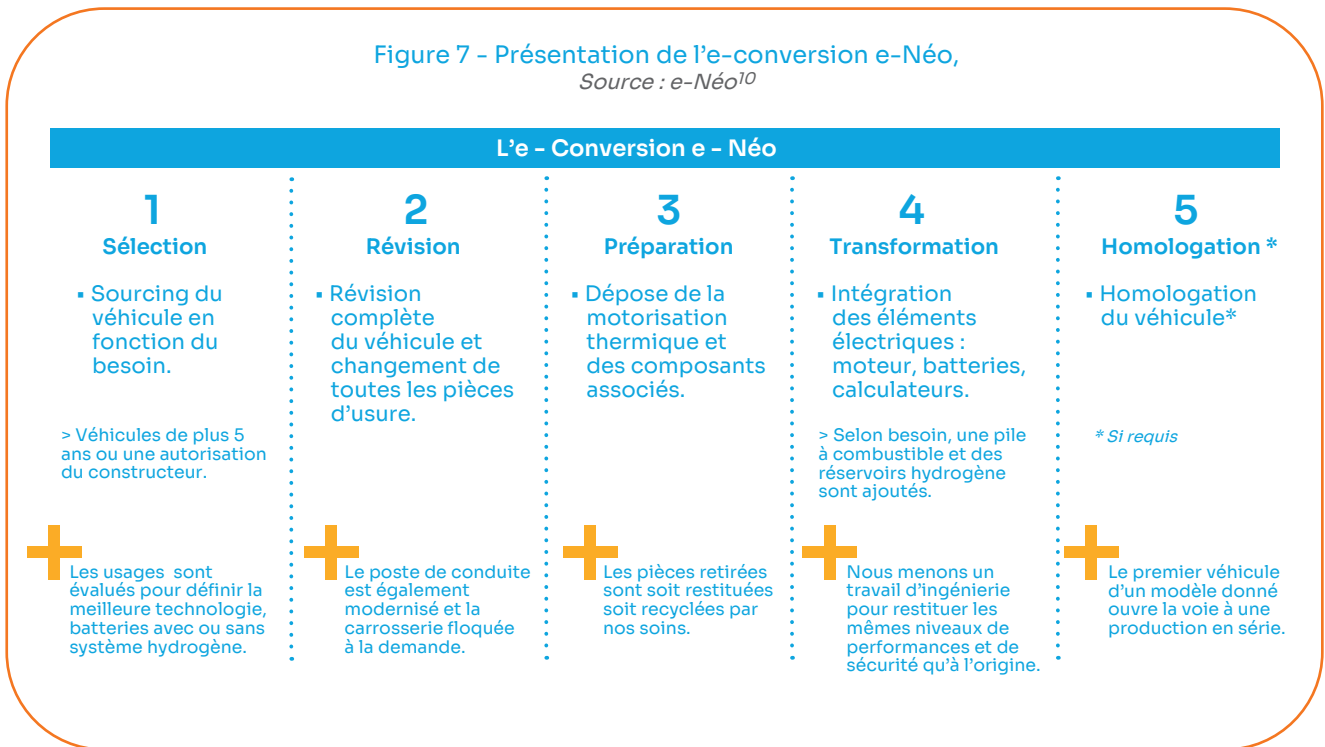 Figure 7 - Présentation de l'e-conversion e-Néo,
Source : e-Néo10
L'e - Conversion e - Néo
1
Sélection
▪ Sourcing du
véhicule en
fonction du
besoin.
> Véhicules de plus 5
ans ou une autorisation
du constructeur.
Les usages sont
évalués pour définir la
meilleure technologie,
batteries avec ou sans
système hydrogène.
2
Révision
▪ Révision
complète
du véhicule et
changement de
toutes les pièces
d'usure.
Le poste de conduite
est également
modernisé et la
carrosserie floquée
à la demande.
3
Préparation
▪ Dépose de la
motorisation
thermique et
des composants
associés.
Les pièces retirées
sont soit restituées
soit recyclées par
nos soins.
4
Transformation
▪ Intégration
des éléments
électriques :
moteur, batteries,
calculateurs.
> Selon besoin, une pile
à combustible et des
réservoirs hydrogène
sont ajoutés.
Nous menons un
travail d'ingénierie
pour restituer les
mêmes niveaux de
performances et de
sécurité qu'à l'origine.
5
Homologation *
▪ Homologation
du véhicule*
* Si requis
Le premier véhicule
d'un modèle donné
ouvre la voie à une
production en série.